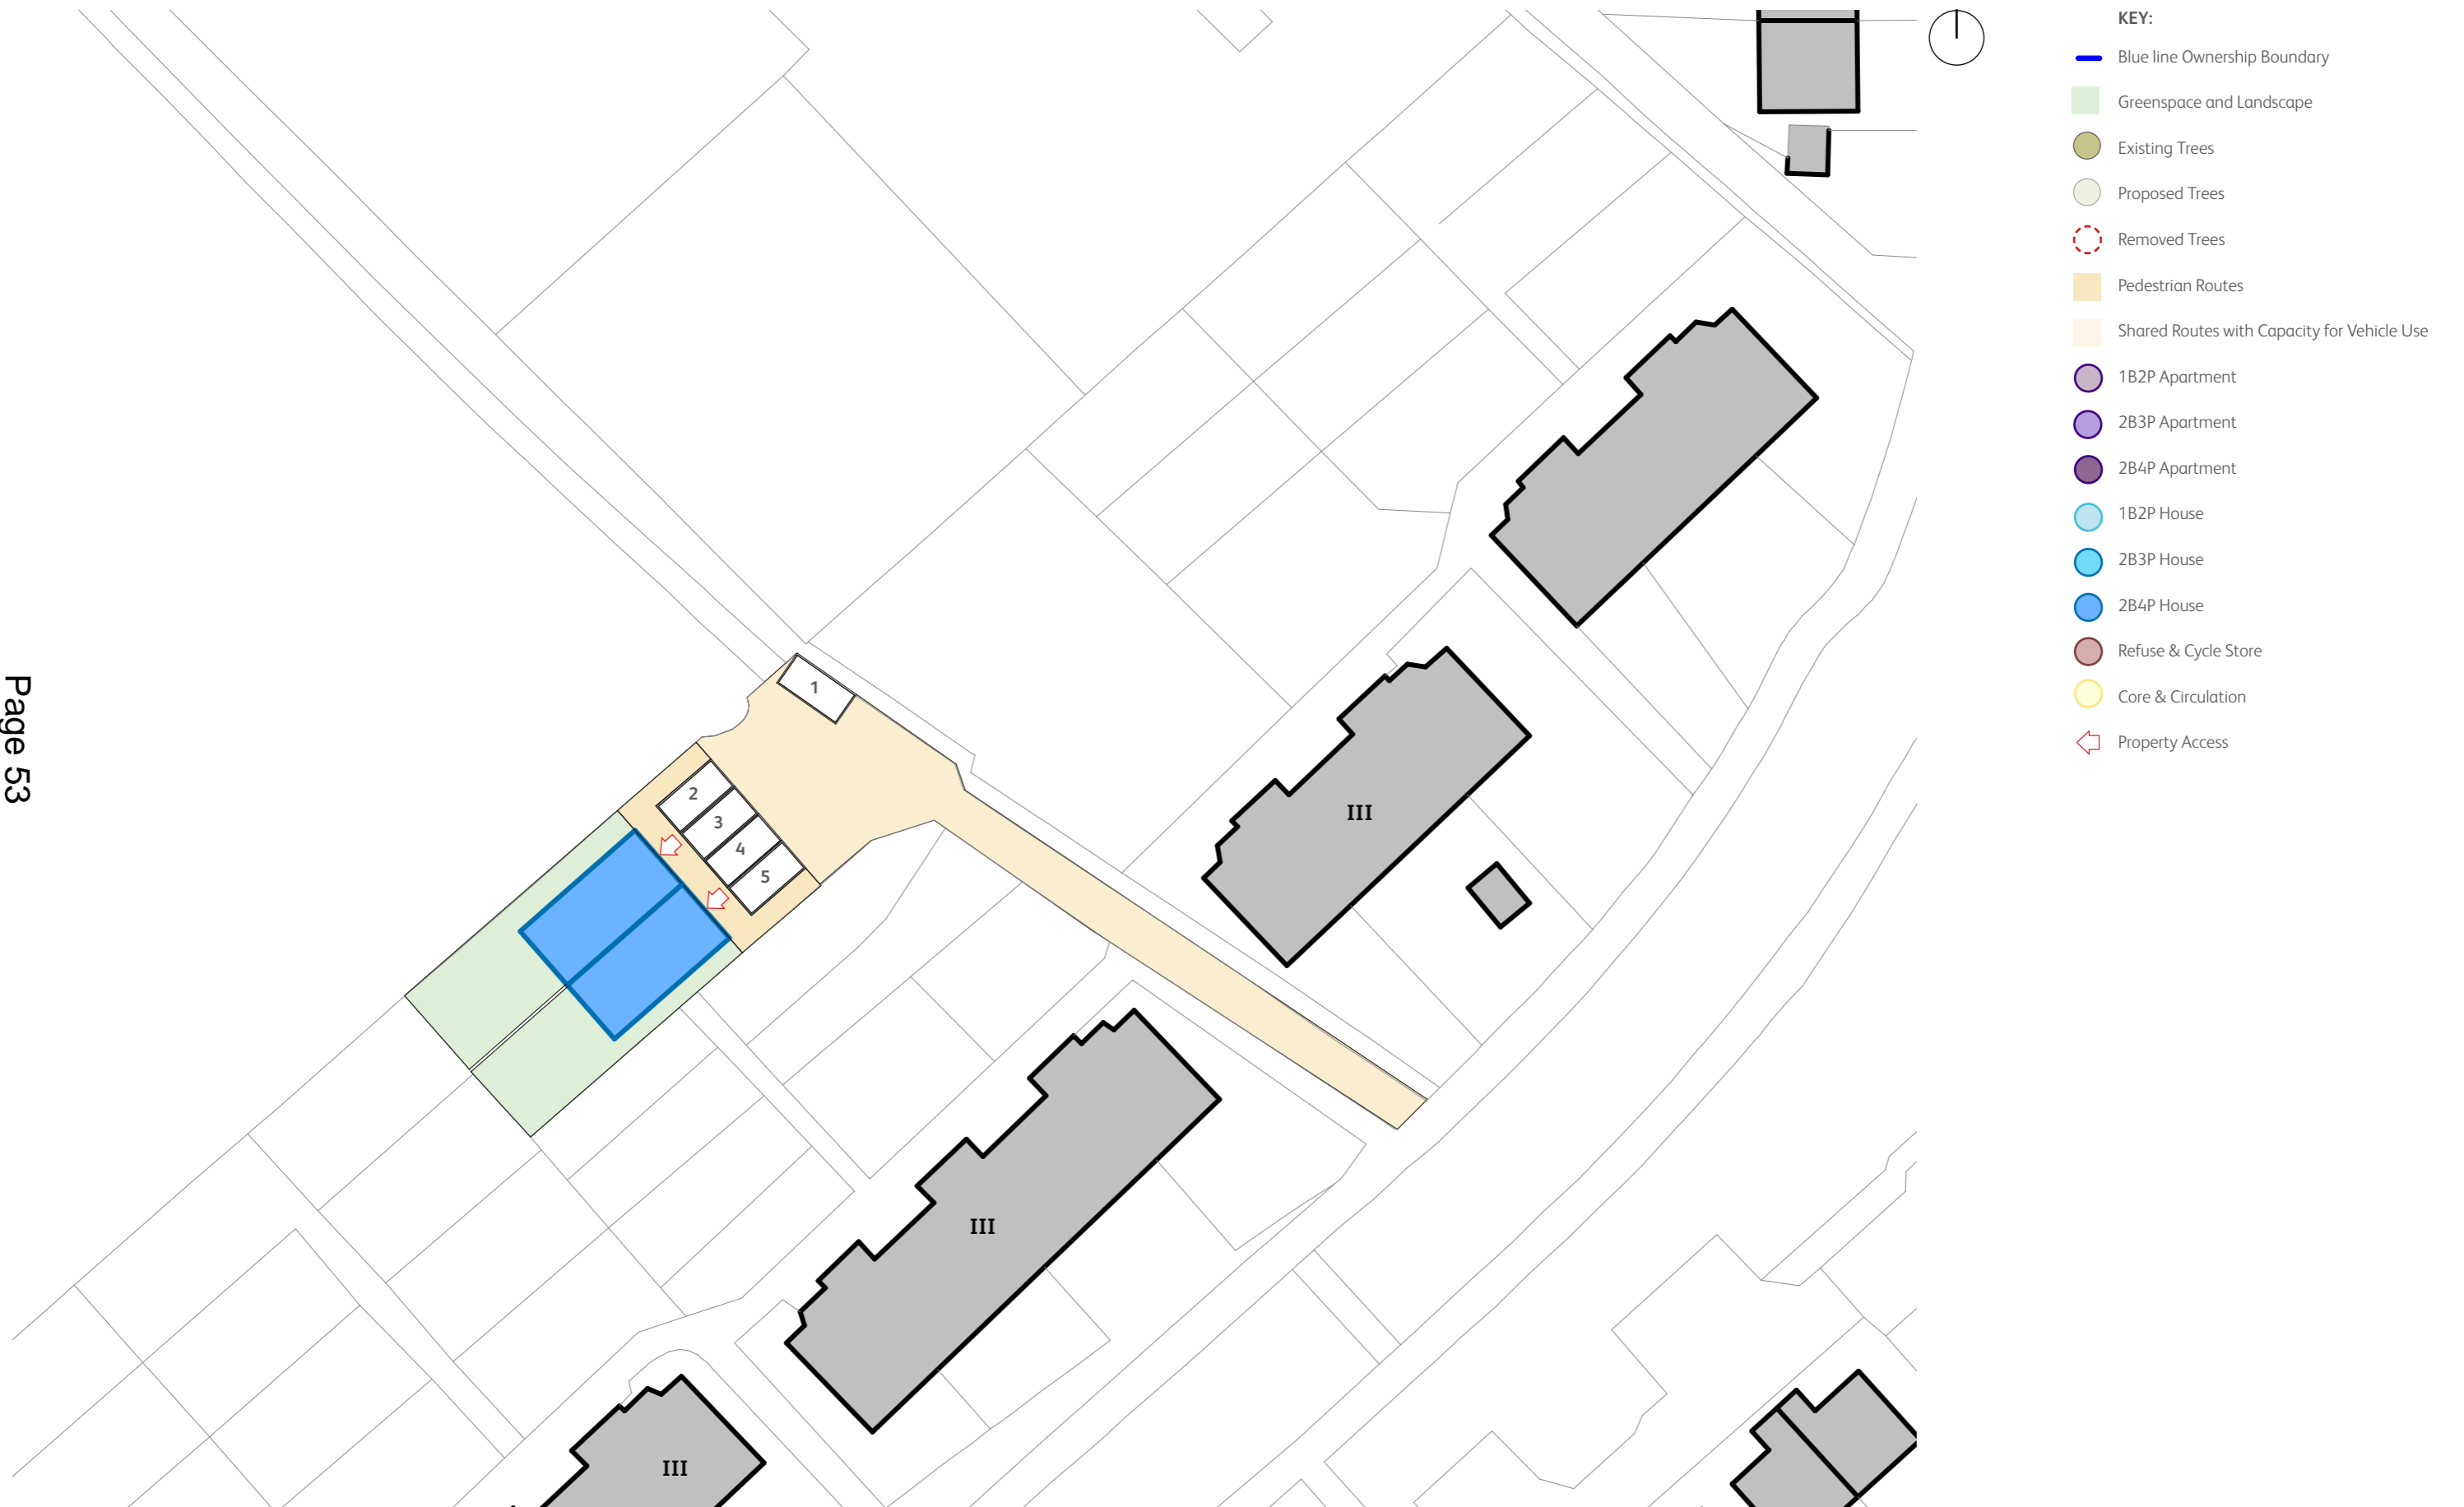 KEY:
Blue line Ownership Boundary
Greenspace and Landscape
Existing Trees
Proposed Trees
Removed Trees
Pedestrian Routes
Shared Routes with Capacity for Vehicle Use
1B2P Apartment
2B3P Apartment
2B4P Apartment
1B2P House
2B3P House
2B4P House
Refuse & Cycle Store
Core & Circulation
Property Access
1
2
3
4
5
III
III
III
Page 53